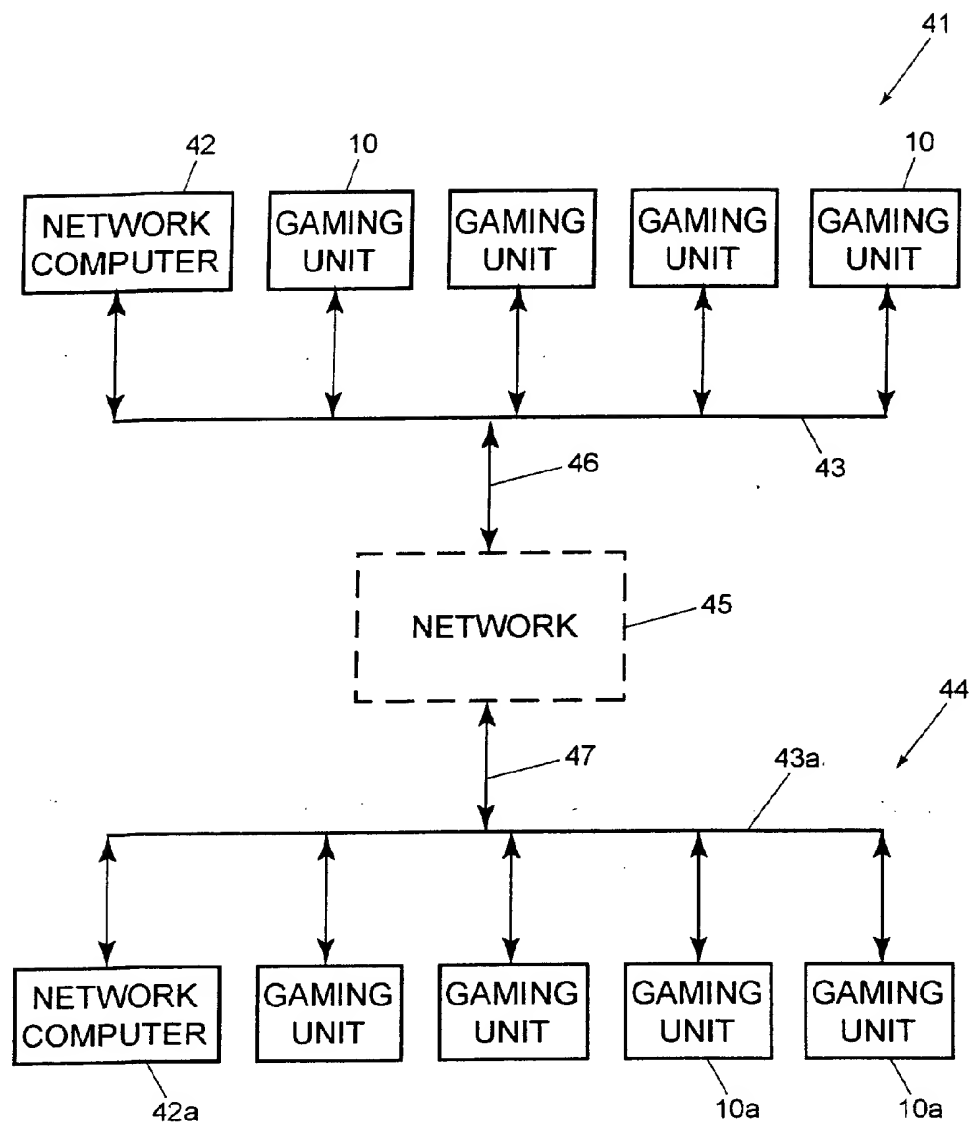 41
42
10
10
NETWORK
COMPUTER
GAMING
UNIT
GAMING
UNIT
GAMING
UNIT
GAMING
UNIT
43
46
NETWORK
45
44
47
43a
NETWORK
COMPUTER
GAMING
UNIT
GAMING
UNIT
GAMING
UNIT
GAMING
UNIT
42a
10a
10a